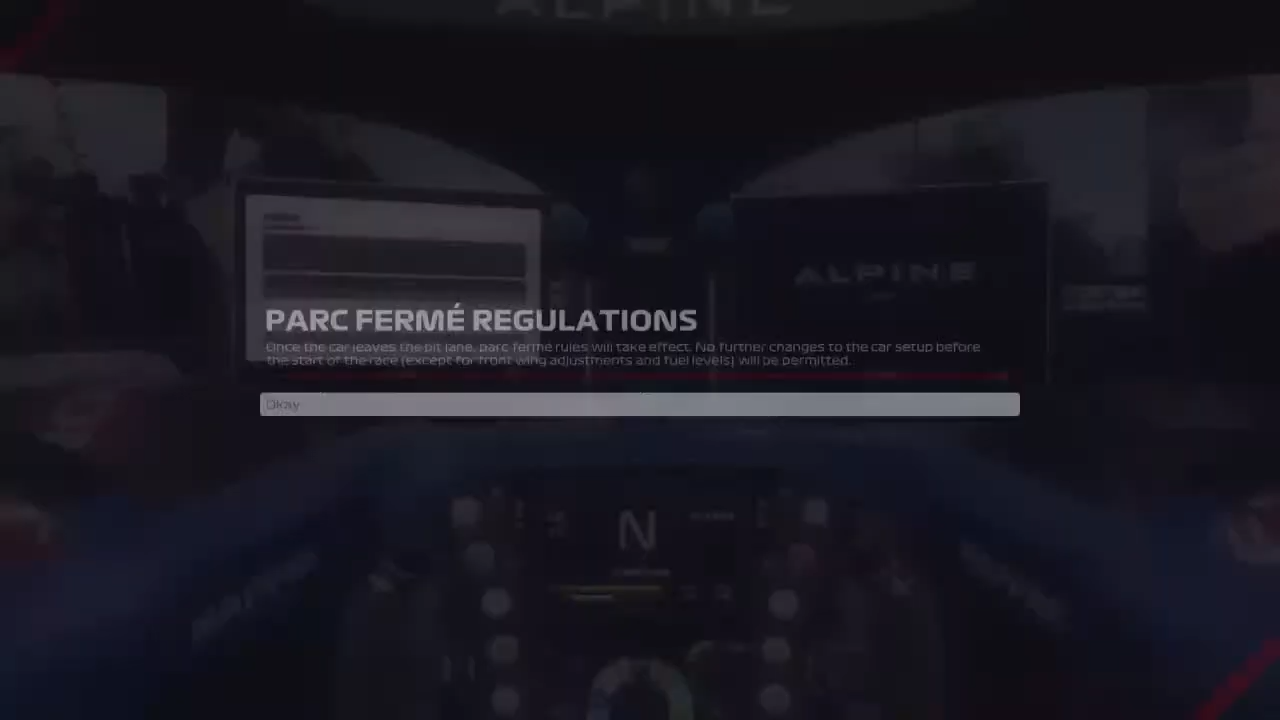 ALPINE
ALPINE
PARC FERMÉ REGULATIONS
Once the car leaves the pit lane, parc fermé rules will take effect. No further changes to the car setup before
the start of the race (except for front wing adjustments and fuel levels) will be permitted.
Okay
N